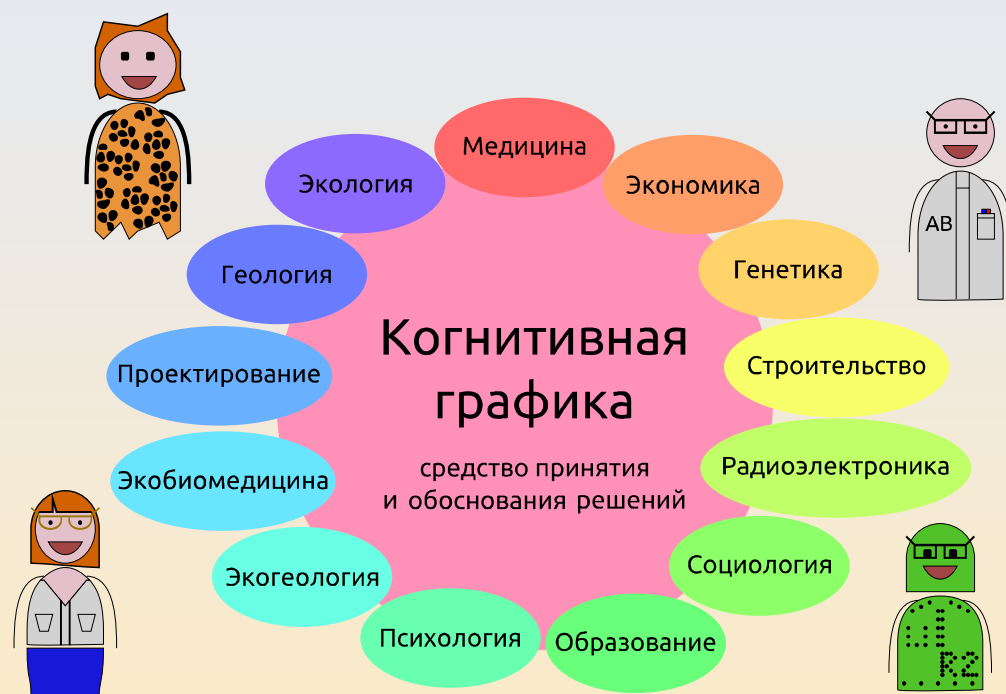 Медицина
Экология
Экономика
Геология
Генетика
АВ
Когнитивная
графика
Проектирование
Строительство
средство принятия
и обоснования решений
Экобиомедицина
Радиоэлектроника
Экогеология
Социология
Психология
Образование
R2